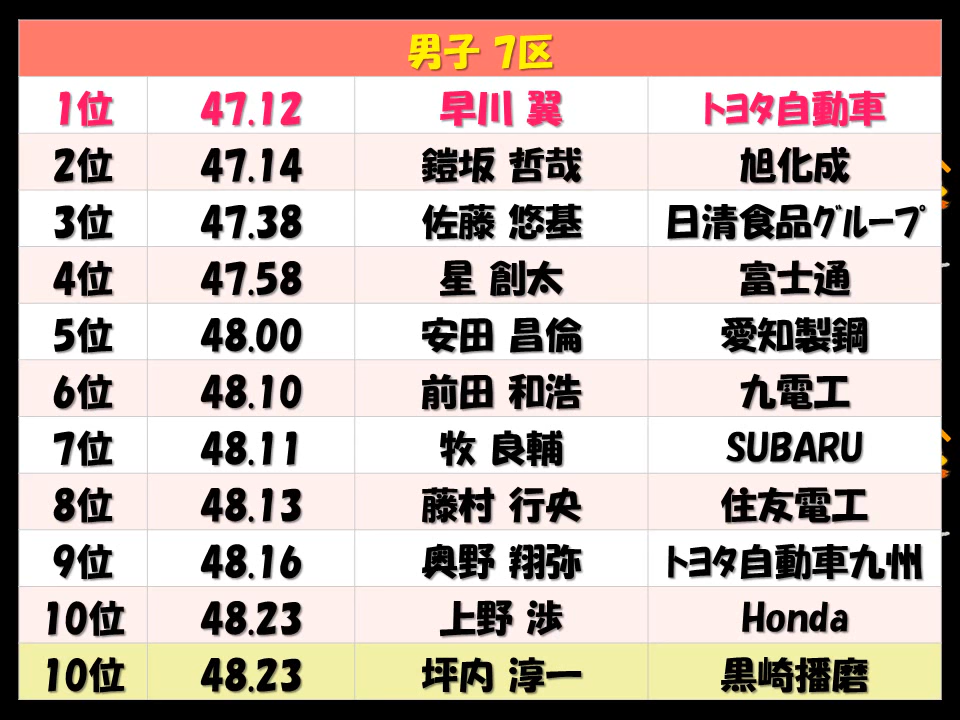 男子 7区
1位 47.12 早川 翼 トヨタ自動車
2位 47.14 鎧坂 哲哉 旭化成
3位 47.38 佐藤 悠基 日清食品グループ
4位 47.58 星 創太 富士通
5位 48.00 安田 昌倫 愛知製鋼
6位 48.10 前田 和浩 九電工
7位 48.11 牧 良輔 SUBARU
8位 48.13 藤村 行央 住友電工
9位 48.16 奥野 翔弥 トヨタ自動車九州
10位 48.23 上野 渉 Honda
10位 48.23 坪内 淳一 黒崎播磨